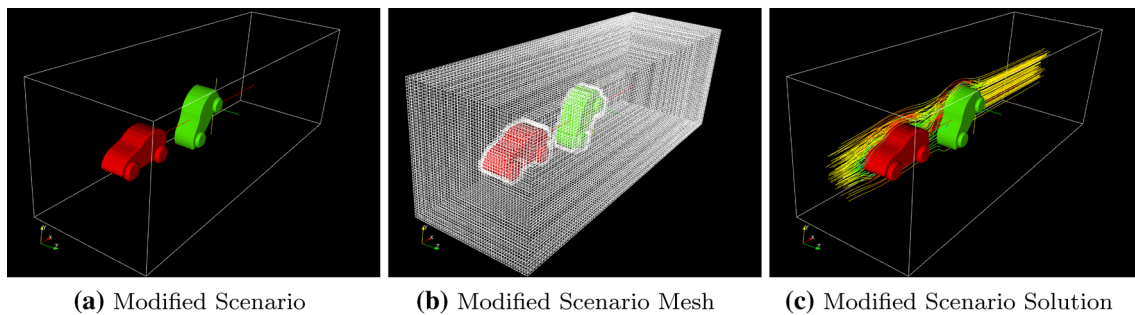 Y
X
Z
Y
X
Z
Y
X
Z
(a) Modified Scenario
(b) Modified Scenario Mesh
(c) Modified Scenario Solution